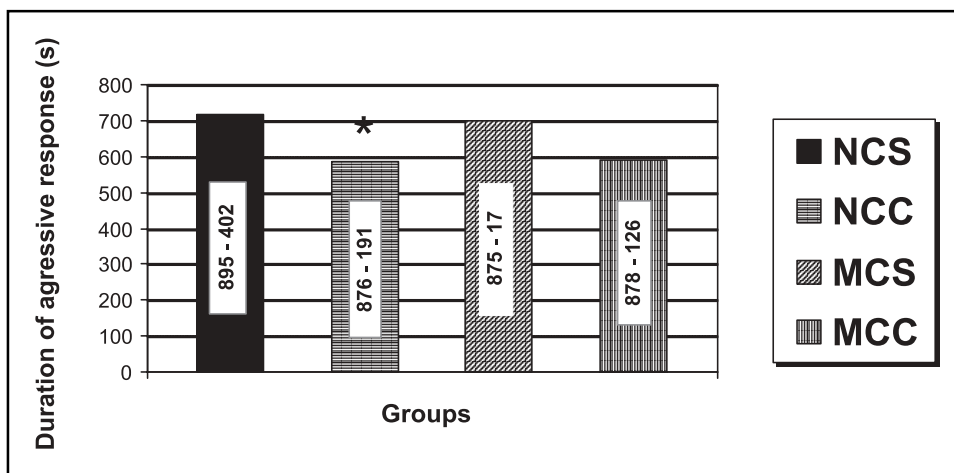 Duration of agressive response (s)
800
700
600
500
400
300
200
100
0
895 - 402
*
876 - 191
875 - 17
878 - 126
Groups
NCS
NCC
MCS
MCC